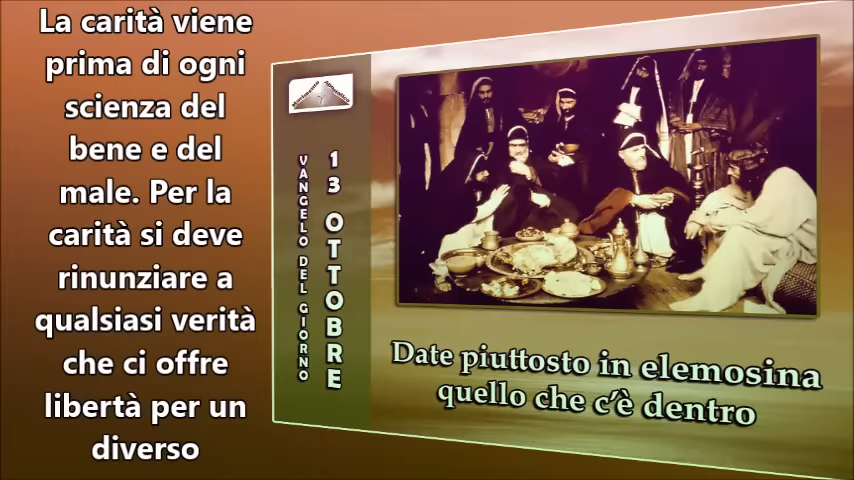 La carità viene
prima di ogni
scienza del
bene e del
male. Per la
carità si deve
rinunziare a
qualsiasi verità
che ci offre
libertà per un
diverso
Movimento Apostolico
VANGELO DEL GIORNO
13 OTTOBRE
Date piuttosto in elemosina
quello che c’è dentro